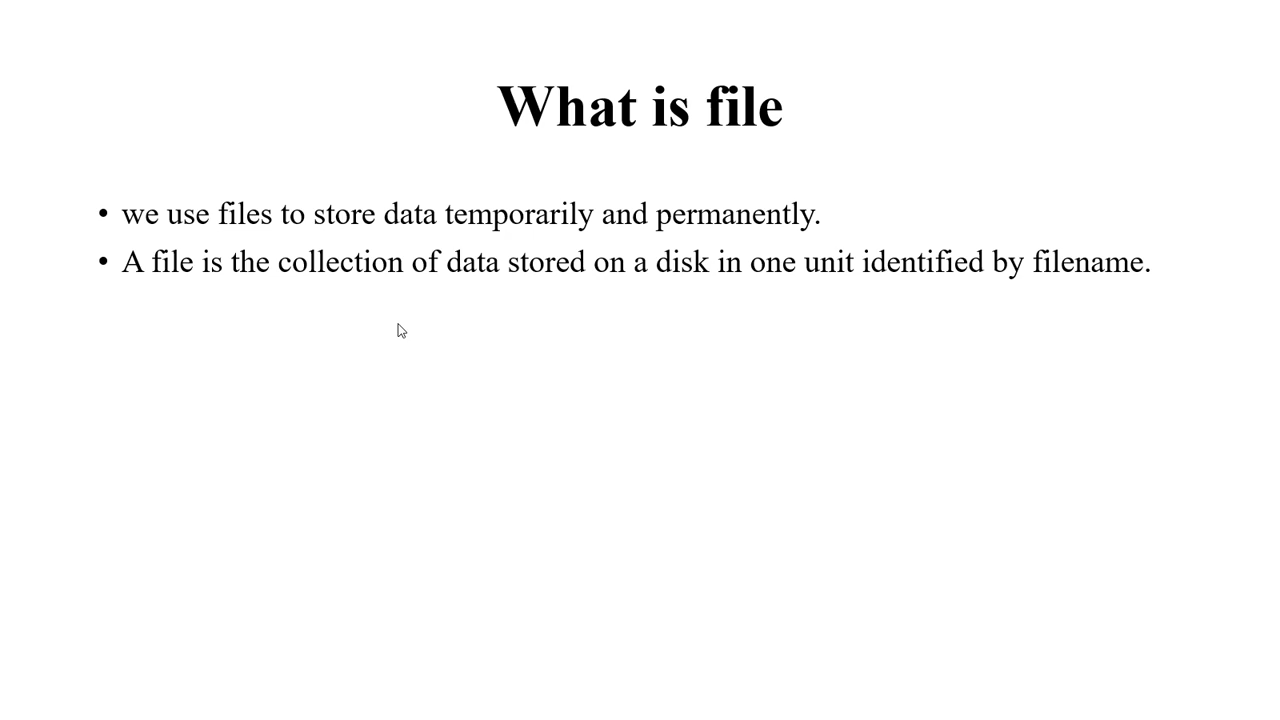 What is file
• we use files to store data temporarily and permanently.
• A file is the collection of data stored on a disk in one unit identified by filename.